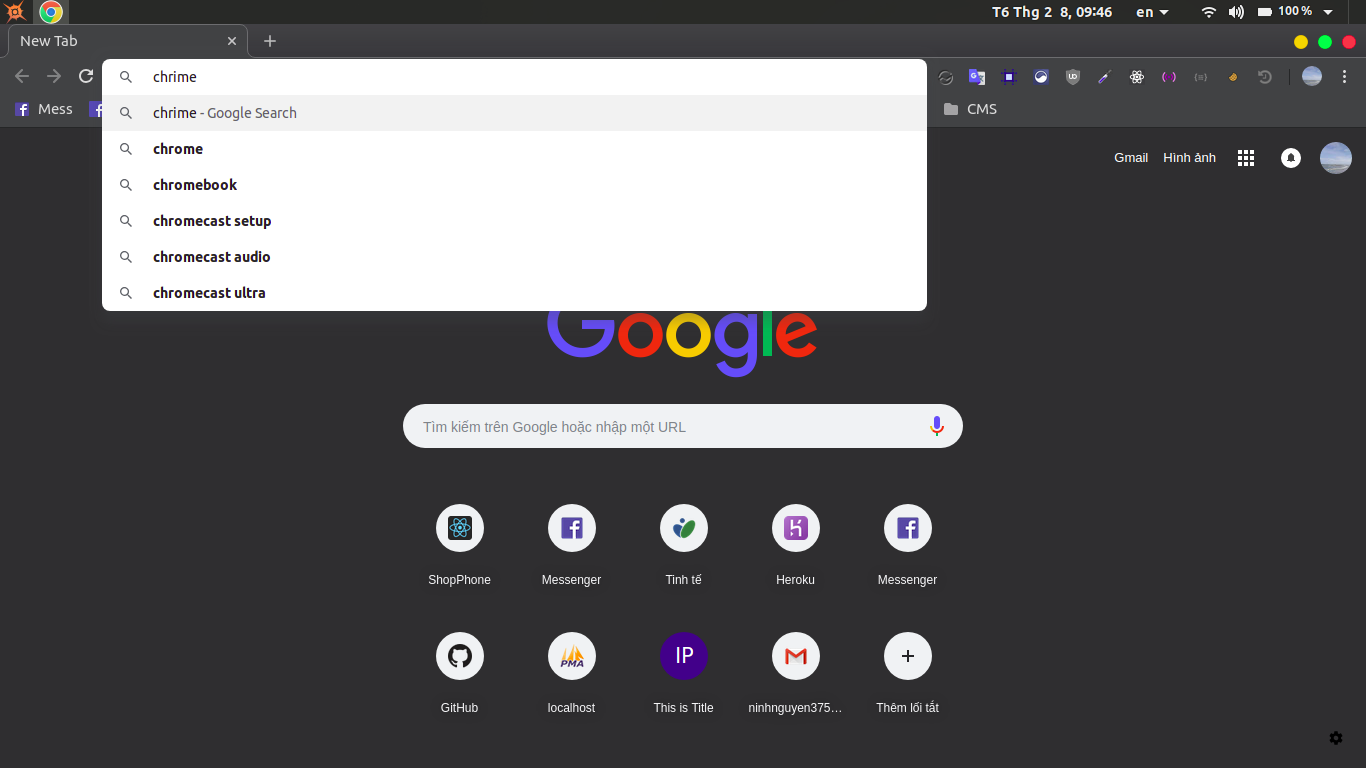 T6 Thg 2 8, 09:46 en 100 %
New Tab
chrime
Mess
CMS
chrime - Google Search
chrome
chromebook
chromecast setup
chromecast audio
chromecast ultra
Gmail Hình ảnh
Google
Tìm kiếm trên Google hoặc nhập một URL
ShopPhone Messenger Tinh tế Heroku Messenger
PMA IP
GitHub localhost This is Title ninhnguyen375... Thêm lối tắt